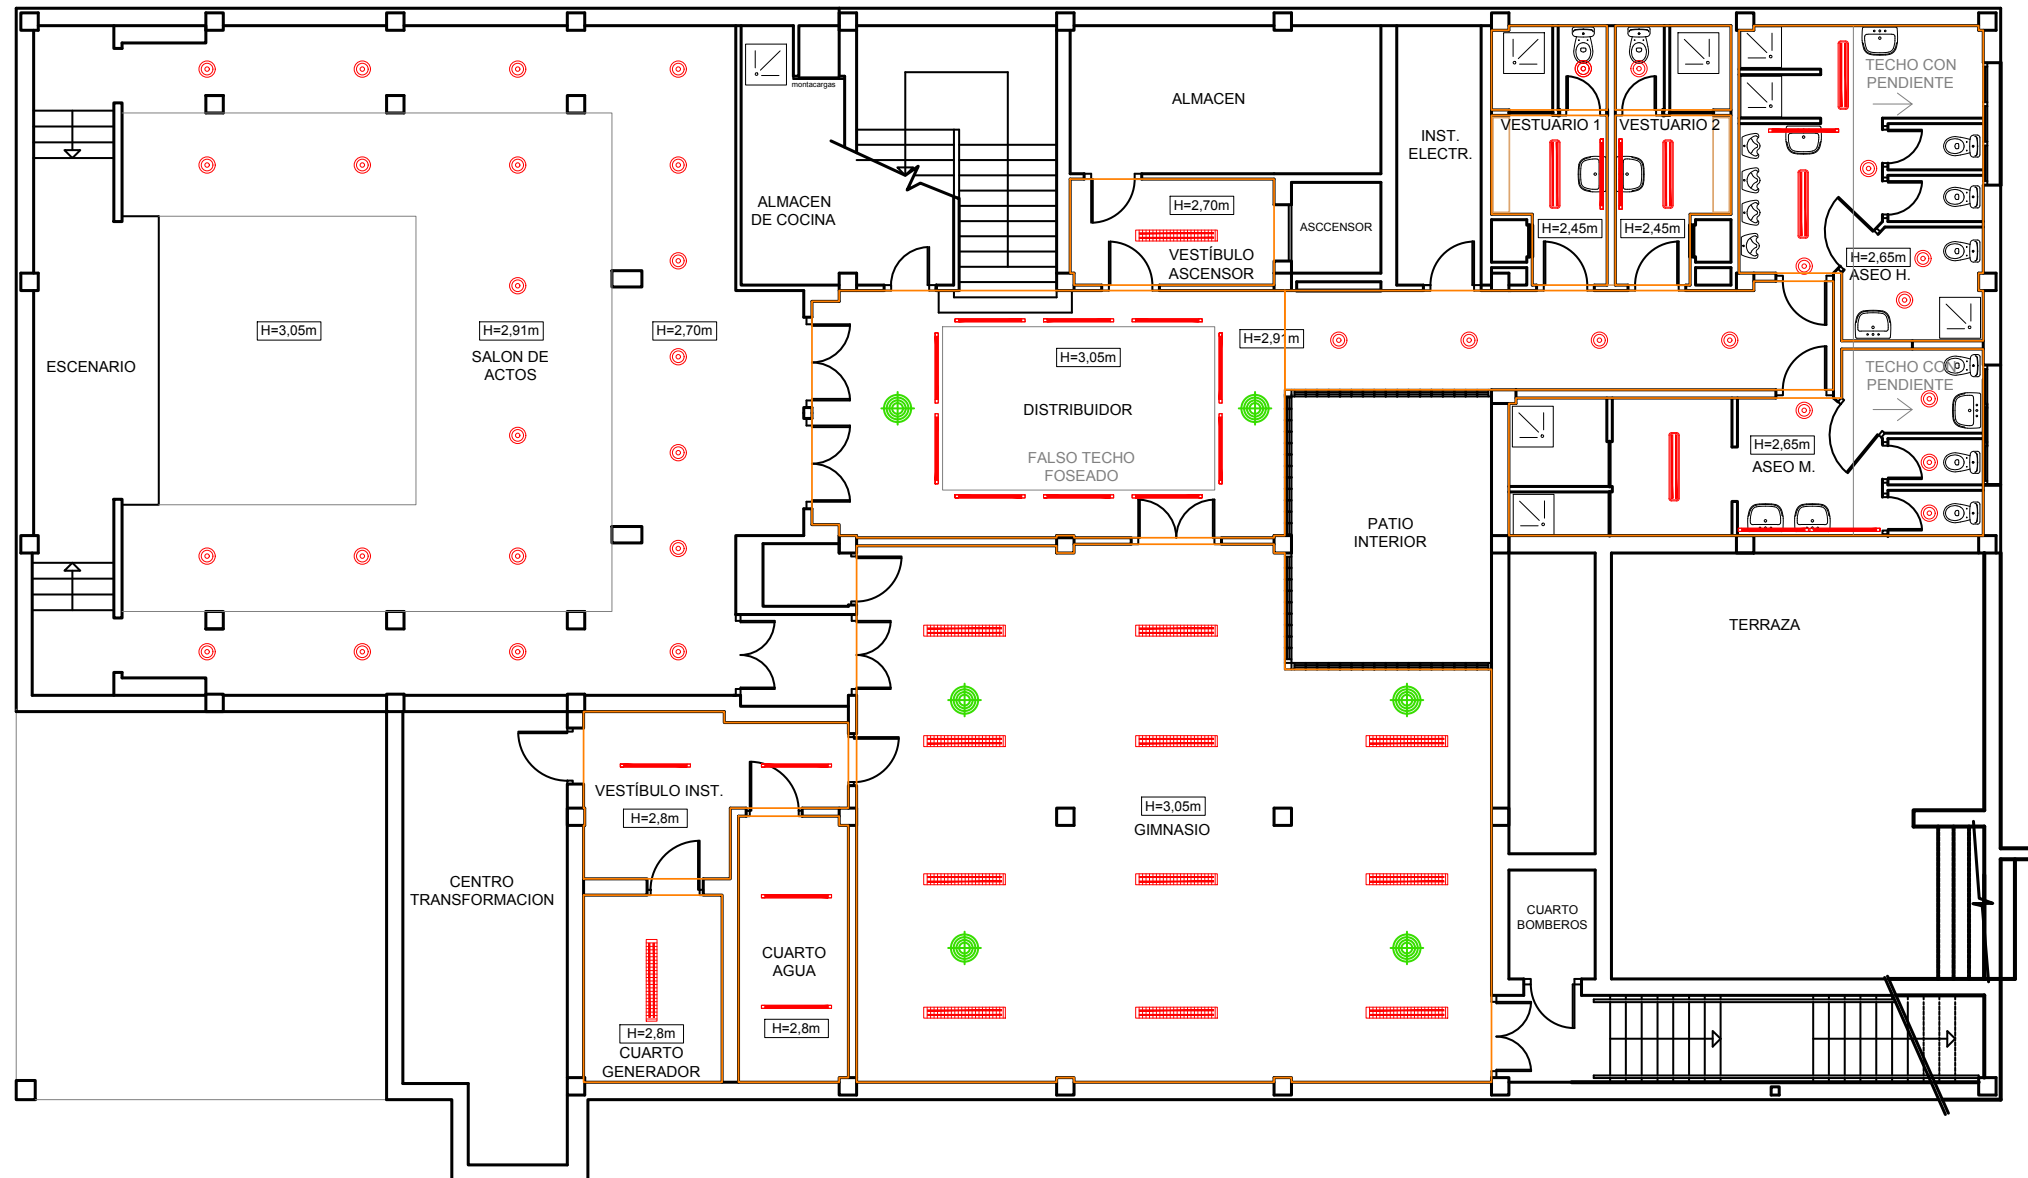 TECHO CON
PENDIENTE
montacargas
ALMACEN
VESTUARIO 1
VESTUARIO 2
INST.
ELECTR.
ALMACEN
DE COCINA
H=2,70m
VESTÍBULO
ASCENSOR
ASCCENSOR
H=2,45m
H=2,45m
H=2,65m
ASEO H.
H=3,05m
H=2,91m
SALON DE
ACTOS
H=2,70m
H=2,91m
H=3,05m
ESCENARIO
TECHO CON
PENDIENTE
DISTRIBUIDOR
FALSO TECHO
FOSEADO
H=2,65m
ASEO M.
PATIO
INTERIOR
TERRAZA
VESTÍBULO INST.
H=2,8m
H=3,05m
GIMNASIO
CENTRO
TRANSFORMACION
CUARTO
BOMBEROS
CUARTO
AGUA
H=2,8m
H=2,8m
CUARTO
GENERADOR